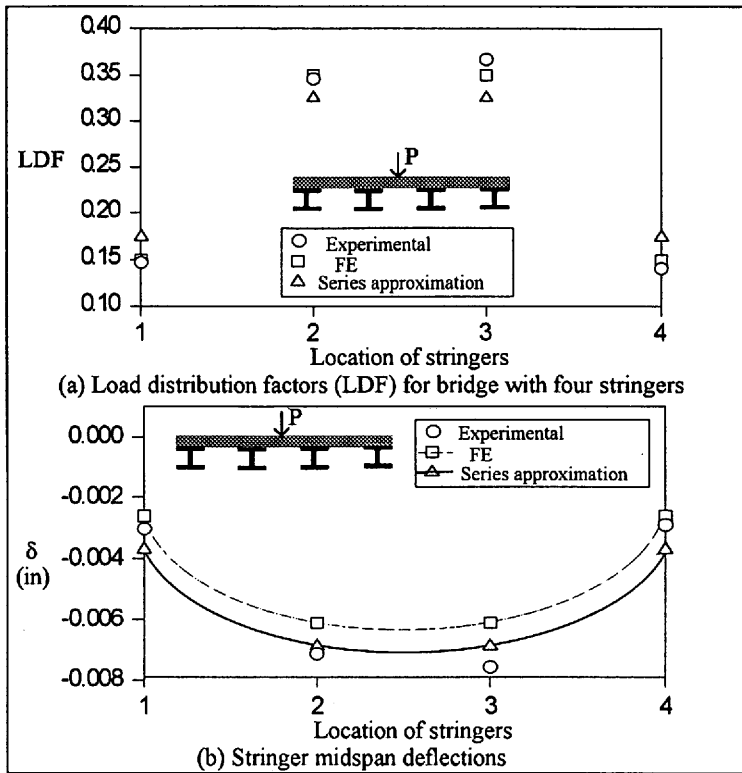 0.40
0.35
0.30
LDF
0.25
0.20
0.15
0.10
P
Experimental
FE
Series approximation
1 2 3 4
Location of stringers
(a) Load distribution factors (LDF) for bridge with four stringers
P
0.000
-0.002
-0.004
δ
(in)
-0.006
-0.008
Experimental
FE
Series approximation
1 2 3 4
Location of stringers
(b) Stringer midspan deflections